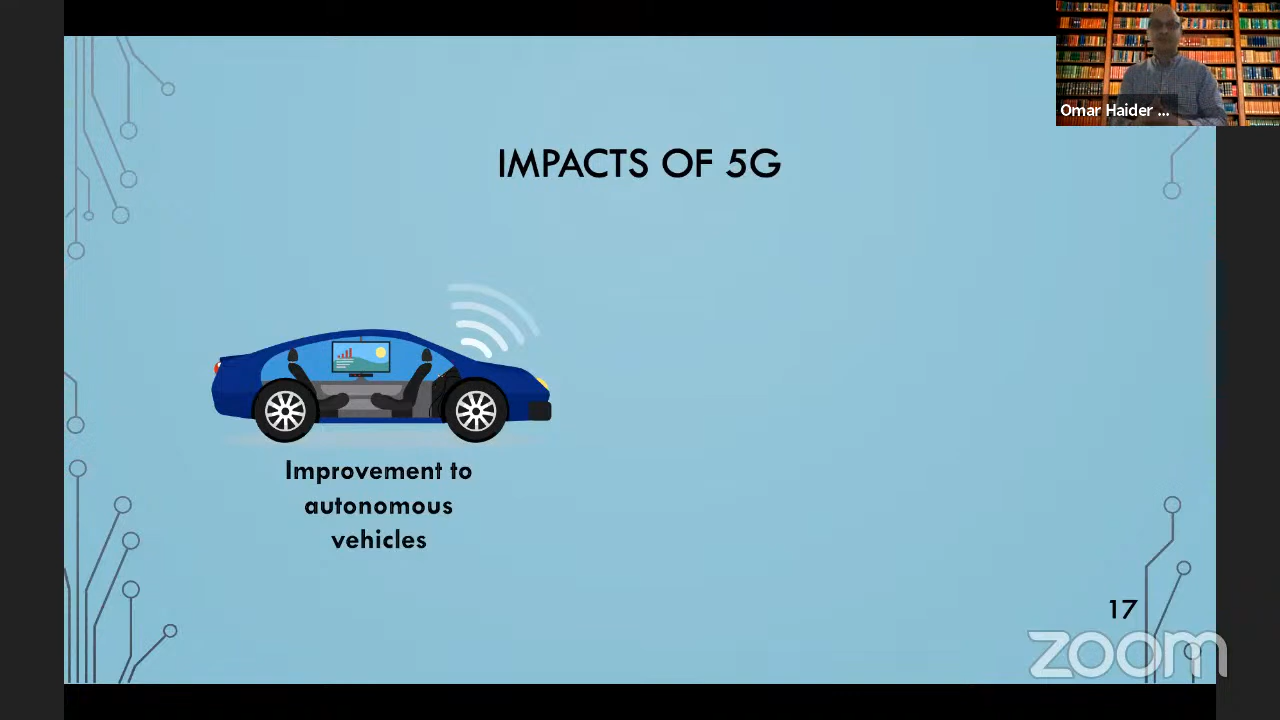 Omar Haider ...
IMPACTS OF 5G
Improvement to
autonomous
vehicles
17
zoom